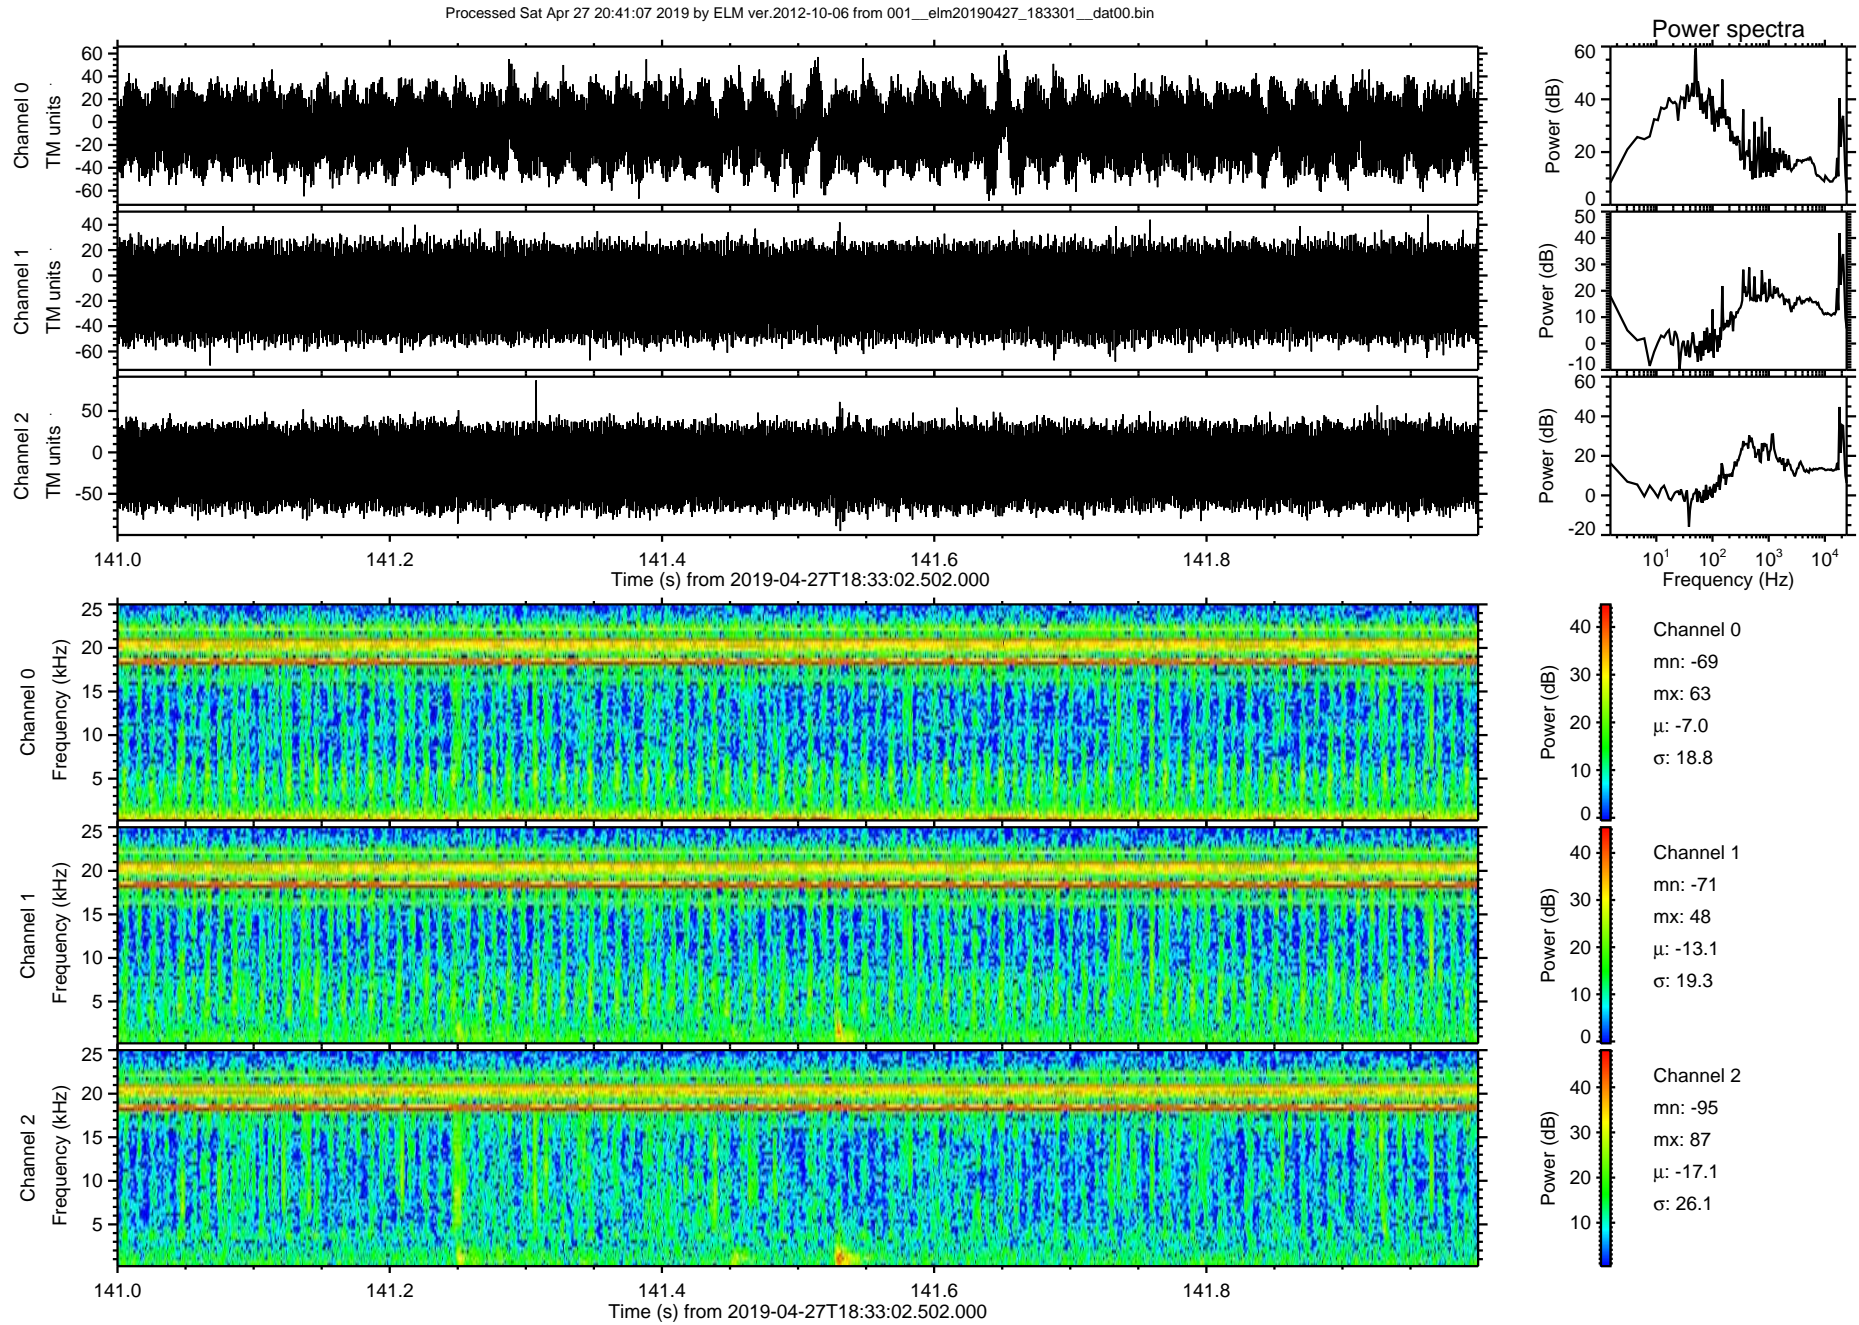 Processed Sat Apr 27 20:41:07 2019 by ELM ver.2012-10-06 from 001__elm20190427_183301__dat00.bin
Power spectra
Channel 0
TM units
60
40
20
0
-20
-40
-60
Power (dB)
60
40
20
0
Channel 1
TM units
40
20
0
-20
-40
-60
Power (dB)
50
40
30
20
10
0
-10
Channel 2
TM units
50
0
-50
Power (dB)
60
40
20
0
-20
141.0 141.2 141.4 141.6 141.8
Time (s) from 2019-04-27T18:33:02.502.000
10¹ 10² 10³ 10⁴
Frequency (Hz)
Channel 0
Frequency (kHz)
25
20
15
10
5
Power (dB)
40
30
20
10
0
Channel 0
mn: -69
mx: 63
µ: -7.0
σ: 18.8
Channel 1
Frequency (kHz)
25
20
15
10
5
Power (dB)
40
30
20
10
0
Channel 1
mn: -71
mx: 48
µ: -13.1
σ: 19.3
Channel 2
Frequency (kHz)
25
20
15
10
5
Power (dB)
40
30
20
10
Channel 2
mn: -95
mx: 87
µ: -17.1
σ: 26.1
141.0 141.2 141.4 141.6 141.8
Time (s) from 2019-04-27T18:33:02.502.000